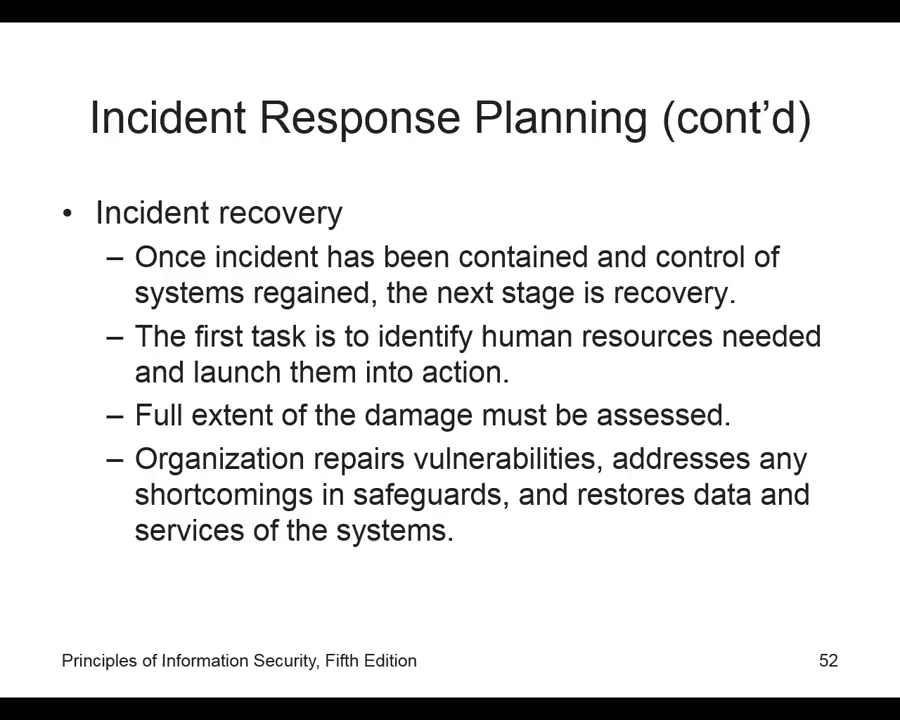 Incident Response Planning (cont’d)
• Incident recovery
– Once incident has been contained and control of
systems regained, the next stage is recovery.
– The first task is to identify human resources needed
and launch them into action.
– Full extent of the damage must be assessed.
– Organization repairs vulnerabilities, addresses any
shortcomings in safeguards, and restores data and
services of the systems.
Principles of Information Security, Fifth Edition
52